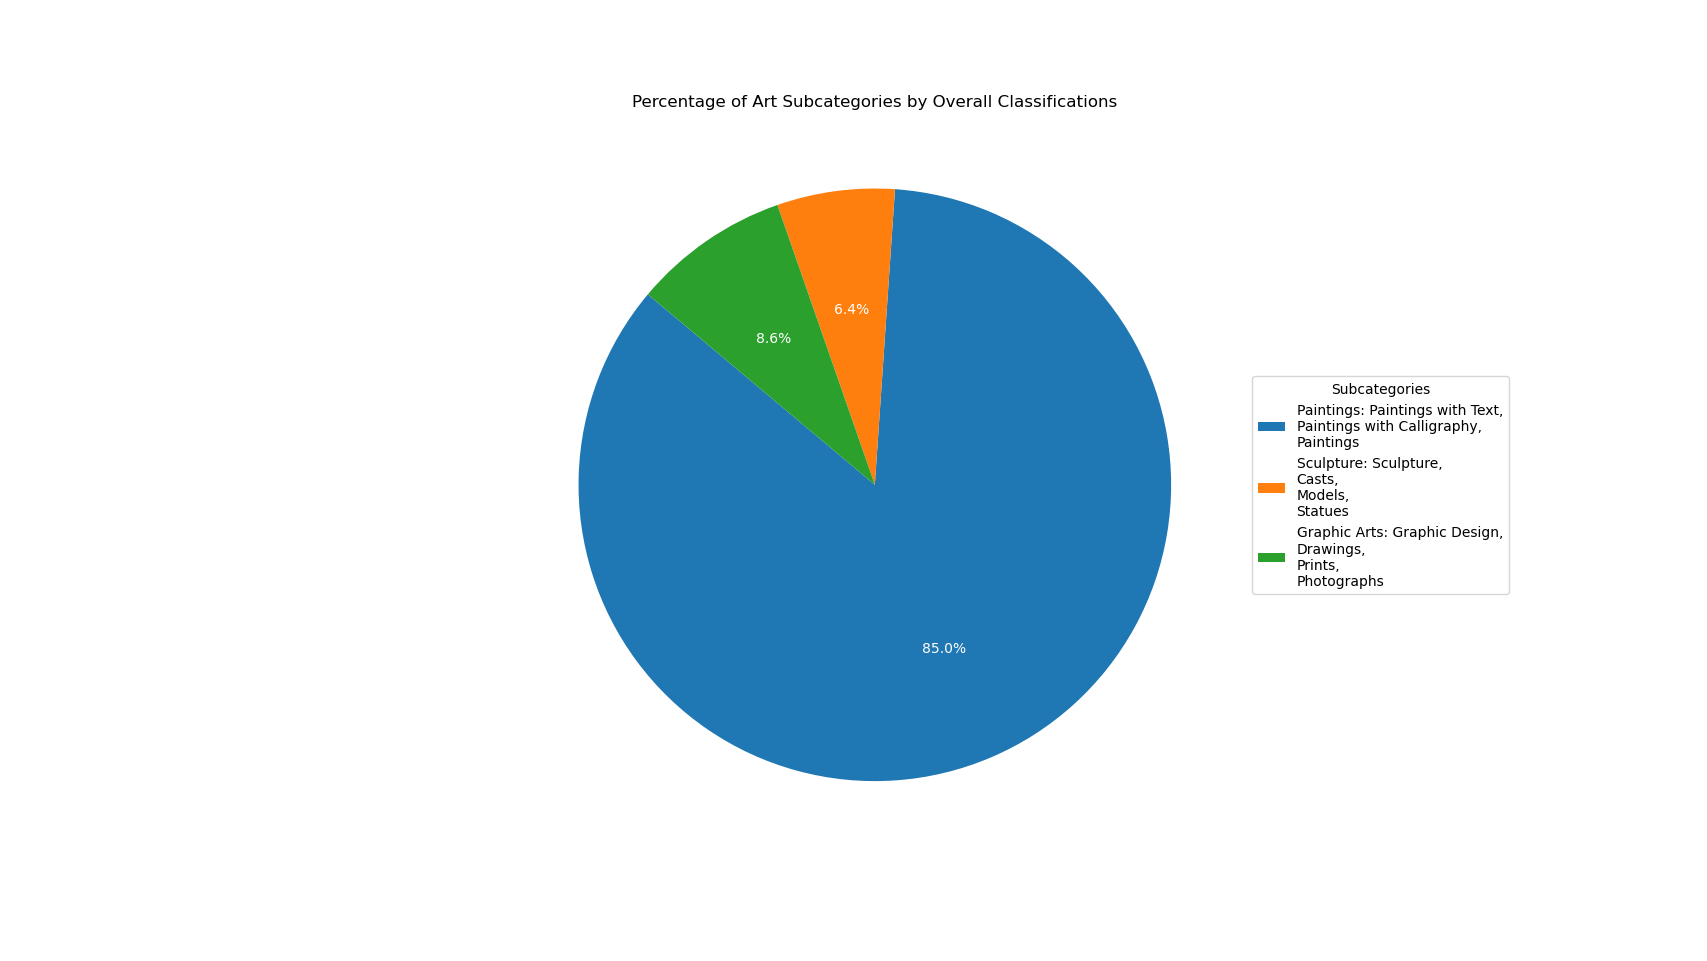 Percentage of Art Subcategories by Overall Classifications
6.4%
8.6%
85.0%
Subcategories
Paintings: Paintings with Text,
Paintings with Calligraphy,
Paintings
Sculpture: Sculpture,
Casts,
Models,
Statues
Graphic Arts: Graphic Design,
Drawings,
Prints,
Photographs